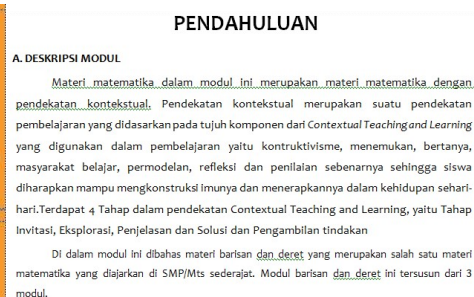 PENDAHULUAN
A. DESKRIPSI MODUL
Materi matematika dalam modul ini merupakan materi matematika dengan
pendekatan kontekstual. Pendekatan kontekstual merupakan suatu pendekatan
pembelajaran yang didasarkan pada tujuh komponen dari Contextual Teaching and Learning
yang digunakan dalam pembelajaran yaitu kontruktivisme, menemukan, bertanya,
masyarakat belajar, permodelan, refleksi dan penilaian sebenarnya sehingga siswa
diharapkan mampu mengkonstruksi imunya dan menerapkannya dalam kehidupan sehari-
hari.Terdapat 4 Tahap dalam pendekatan Contextual Teaching and Learning, yaitu Tahap
Invitasi, Eksplorasi, Penjelasan dan Solusi dan Pengambilan tindakan
Di dalam modul ini dibahas materi barisan dan deret yang merupakan salah satu materi
matematika yang diajarkan di SMP/Mts sederajat. Modul barisan dan deret ini tersusun dari 3
modul.